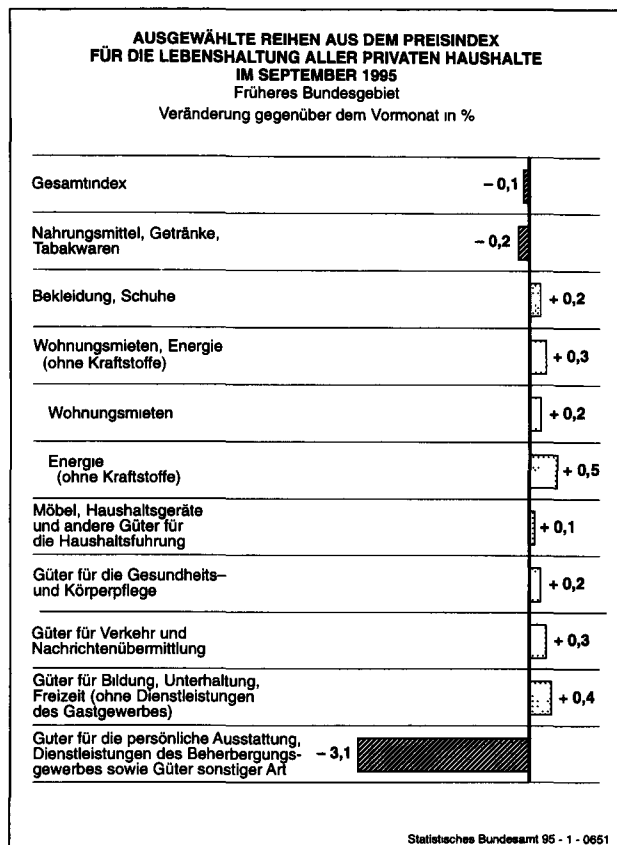 AUSGEWÄHLTE REIHEN AUS DEM PREISINDEX
FÜR DIE LEBENSHALTUNG ALLER PRIVATEN HAUSHALTE
IM SEPTEMBER 1995
Früheres Bundesgebiet
Veränderung gegenüber dem Vormonat in %
Gesamtindex – 0,1
Nahrungsmittel, Getränke,
Tabakwaren – 0,2
Bekleidung, Schuhe + 0,2
Wohnungsmieten, Energie
(ohne Kraftstoffe) + 0,3
Wohnungsmieten + 0,2
Energie
(ohne Kraftstoffe) + 0,5
Möbel, Haushaltsgeräte
und andere Güter für
die Haushaltsfuhrung + 0,1
Güter für die Gesundheits–
und Körperpflege + 0,2
Güter für Verkehr und
Nachrichtenübermittlung + 0,3
Güter für Bildung, Unterhaltung,
Freizeit (ohne Dienstleistungen
des Gastgewerbes) + 0,4
Guter für die persönliche Ausstattung,
Dienstleistungen des Beherbergungs-
gewerbes sowie Güter sonstiger Art – 3,1
Statistisches Bundesamt 95 - 1 - 0651